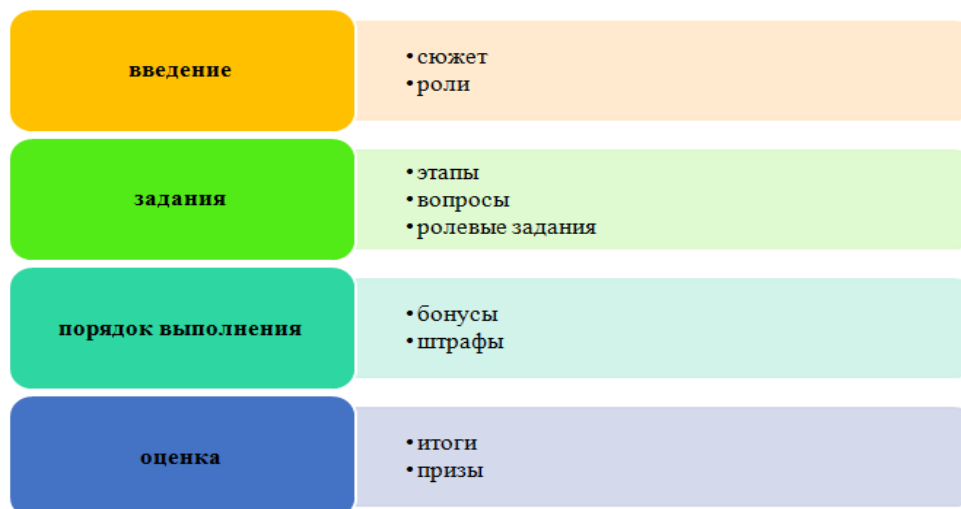 введение
• сюжет
• роли
задания
• этапы
• вопросы
• ролевые задания
порядок выполнения
• бонусы
• штрафы
оценка
• итоги
• призы